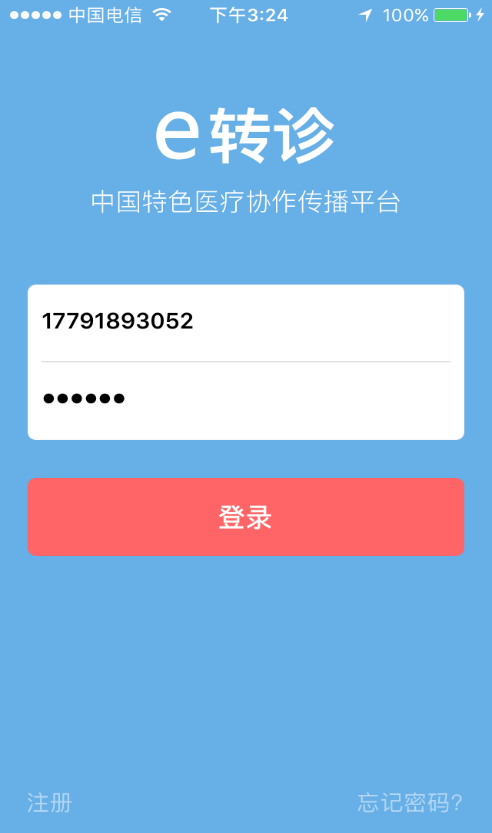 中国电信 下午3:24 100%
e转诊
中国特色医疗协作传播平台
17791893052
••••••
登录
注册 忘记密码?